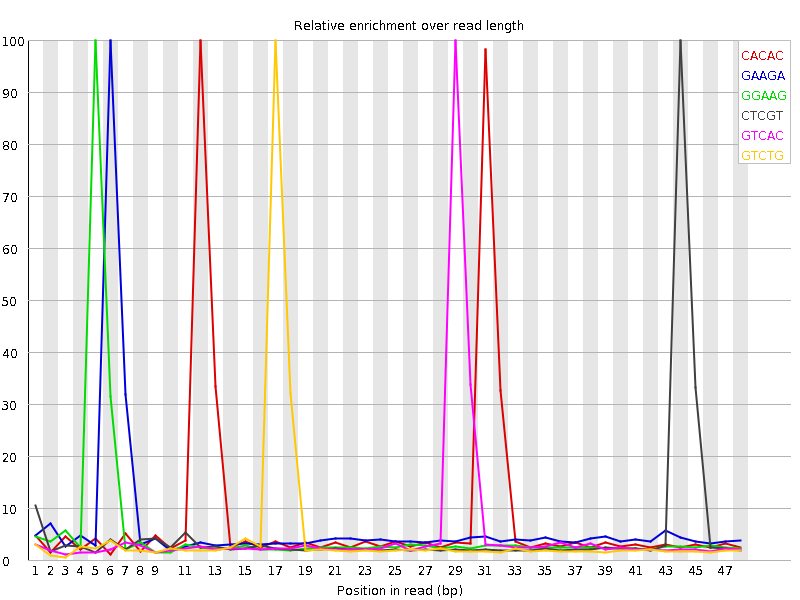 Relative enrichment over read length
100
90
80
70
60
50
40
30
20
10
0
CACAC
GAAGA
GGAAG
CTCGT
GTCAC
GTCTG
1 2 3 4 5 6 7 8 9 11 13 15 17 19 21 23 25 27 29 31 33 35 37 39 41 43 45 47
Position in read (bp)